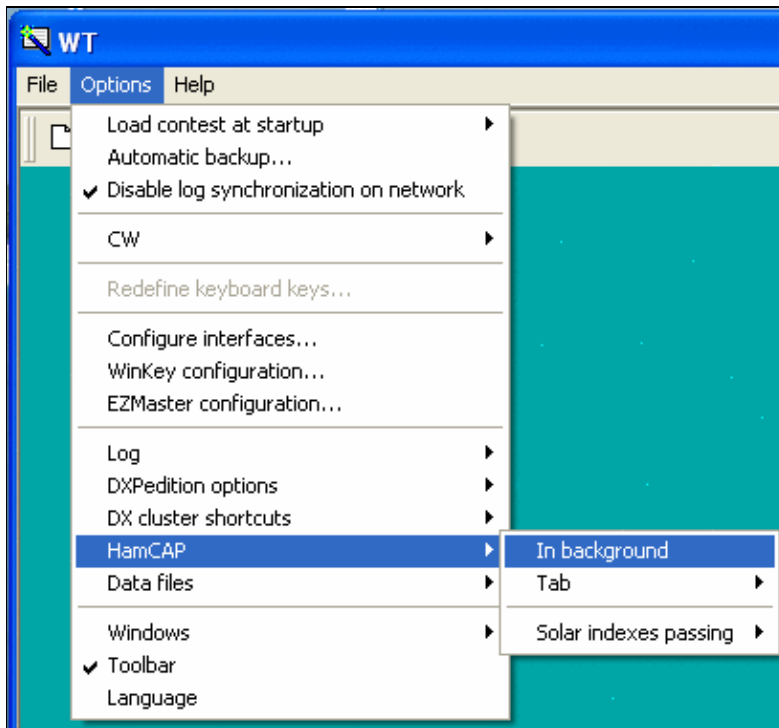 WT
File Options Help
Load contest at startup
Automatic backup...
Disable log synchronization on network
CW
Redefine keyboard keys...
Configure interfaces...
WinKey configuration...
EZMaster configuration...
Log
DXPedition options
DX cluster shortcuts
HamCAP
In background
Data files
Tab
Windows
Solar indexes passing
Toolbar
Language